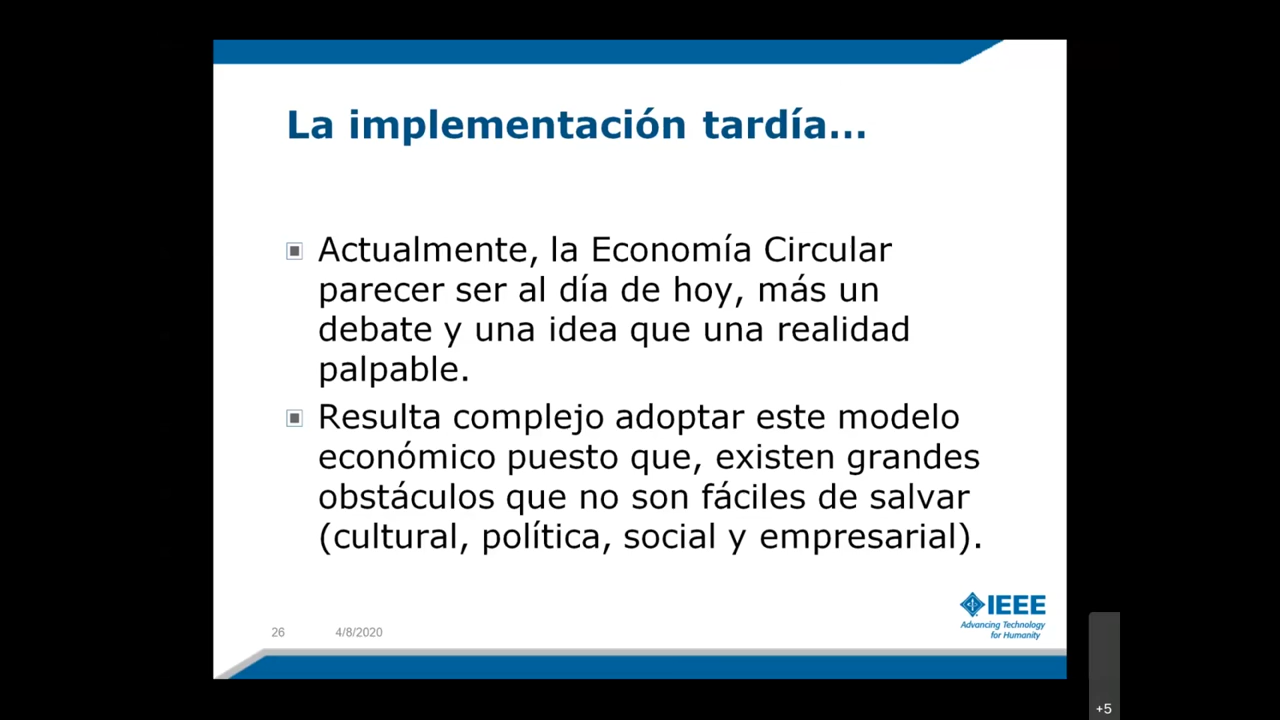 La implementación tardía...
Actualmente, la Economía Circular
parecer ser al día de hoy, más un
debate y una idea que una realidad
palpable.
Resulta complejo adoptar este modelo
económico puesto que, existen grandes
obstáculos que no son fáciles de salvar
(cultural, política, social y empresarial).
IEEE
Advancing Technology
for Humanity
26 4/8/2020
+5